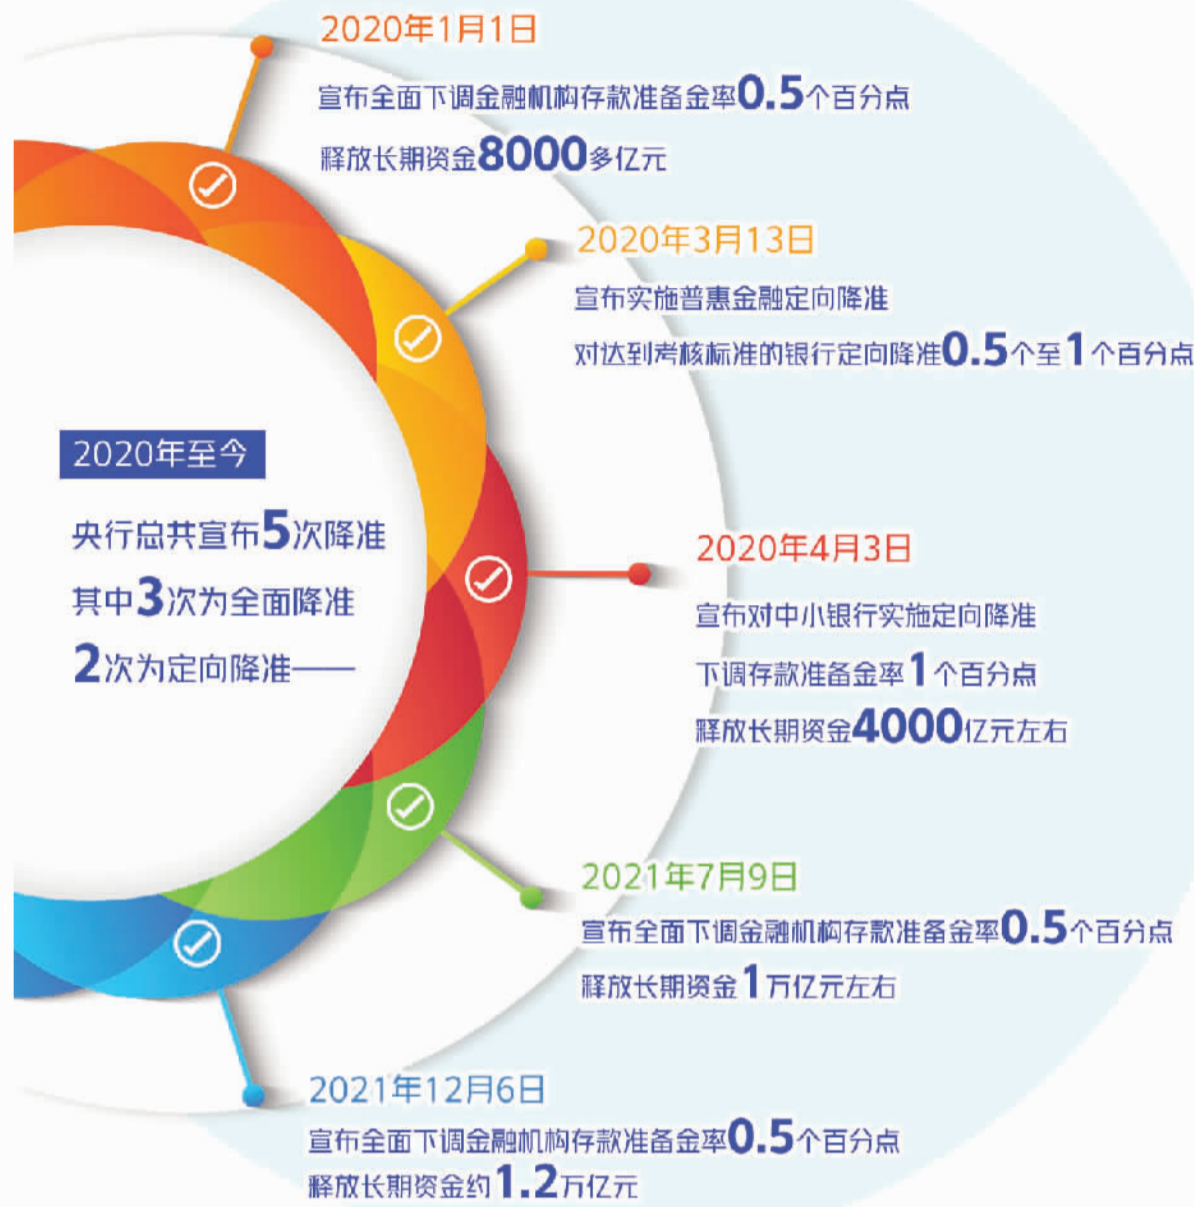 2020年1月1日
宣布全面下调金融机构存款准备金率0.5个百分点
释放长期资金8000多亿元
2020年3月13日
宣布实施普惠金融定向降准
对达到考核标准的银行定向降准0.5个至1个百分点
2020年至今
央行总共宣布5次降准
其中3次为全面降准
2次为定向降准——
2020年4月3日
宣布对中小银行实施定向降准
下调存款准备金率1个百分点
释放长期资金4000亿元左右
2021年7月9日
宣布全面下调金融机构存款准备金率0.5个百分点
释放长期资金1万亿元左右
2021年12月6日
宣布全面下调金融机构存款准备金率0.5个百分点
释放长期资金约1.2万亿元